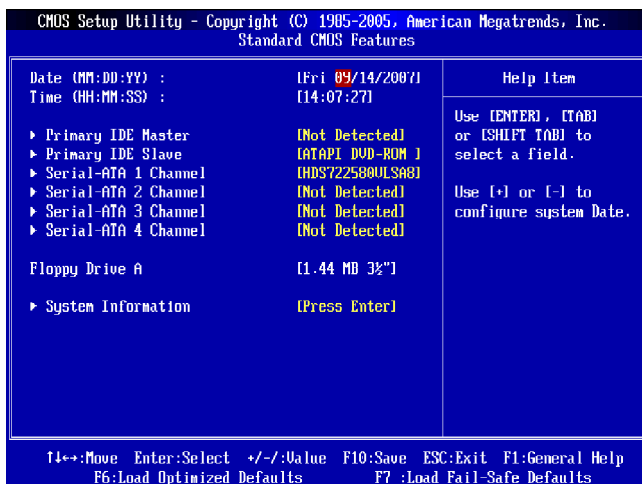 CMOS Setup Utility - Copyright (C) 1985-2005, American Megatrends, Inc.
Standard CMOS Features
Date (MM:DD:YY) : [Fri 09/14/2007]
Time (HH:MM:SS) : [14:07:27]
▶ Primary IDE Master [Not Detected]
▶ Primary IDE Slave [ATAPI DVD-ROM ]
▶ Serial-ATA 1 Channel [HDS722580VLSA8]
▶ Serial-ATA 2 Channel [Not Detected]
▶ Serial-ATA 3 Channel [Not Detected]
▶ Serial-ATA 4 Channel [Not Detected]
Floppy Drive A [1.44 MB 3½"]
▶ System Information [Press Enter]
Help Item
Use [ENTER], [TAB]
or [SHIFT TAB] to
select a field.
Use [+] or [-] to
configure system Date.
↑↓←→:Move Enter:Select +/-/:Value F10:Save ESC:Exit F1:General Help
F6:Load Optimized Defaults F7 :Load Fail-Safe Defaults